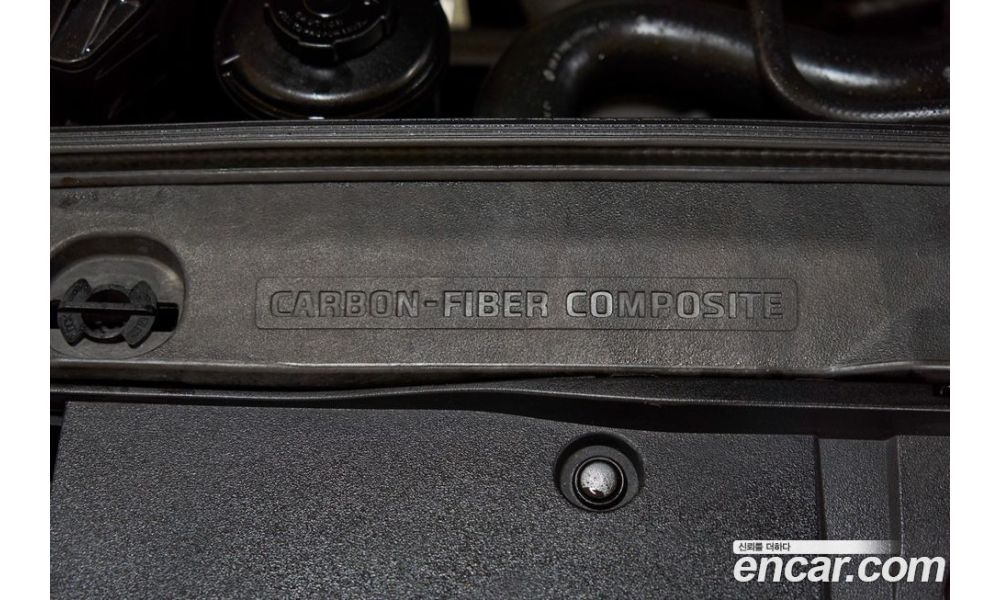 CARBON-FIBER COMPOSITE
신뢰를 더하다
encar.com